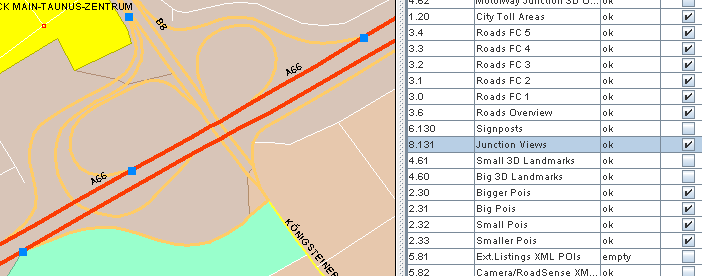 CK MAIN-TAUNUS-ZENTRUM
B8
A66
A66
KÖNIGSTEINER
4.62 Motorway Junction 3D O... ok
1.20 City Toll Areas ok
3.4 Roads FC 5 ok
3.3 Roads FC 4 ok
3.2 Roads FC 3 ok
3.1 Roads FC 2 ok
3.0 Roads FC 1 ok
3.6 Roads Overview ok
6.130 Signposts ok
8.131 Junction Views ok
4.61 Small 3D Landmarks ok
4.60 Big 3D Landmarks ok
2.30 Bigger Pois ok
2.31 Big Pois ok
2.32 Small Pois ok
2.33 Smaller Pois ok
5.81 Ext.Listings XML POIs empty
5.82 Camera/RoadSense XM... ok